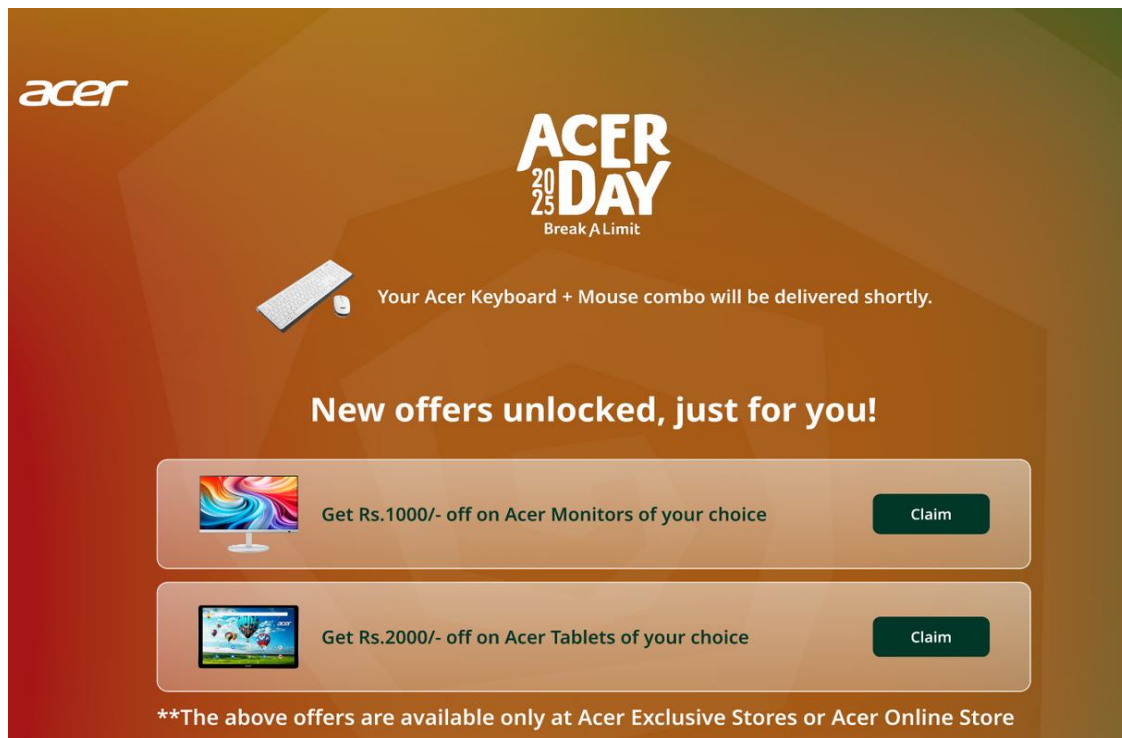 acer
ACER
2025 DAY
Break A Limit
Your Acer Keyboard + Mouse combo will be delivered shortly.
New offers unlocked, just for you!
Get Rs.1000/- off on Acer Monitors of your choice
Claim
Get Rs.2000/- off on Acer Tablets of your choice
Claim
**The above offers are available only at Acer Exclusive Stores or Acer Online Store